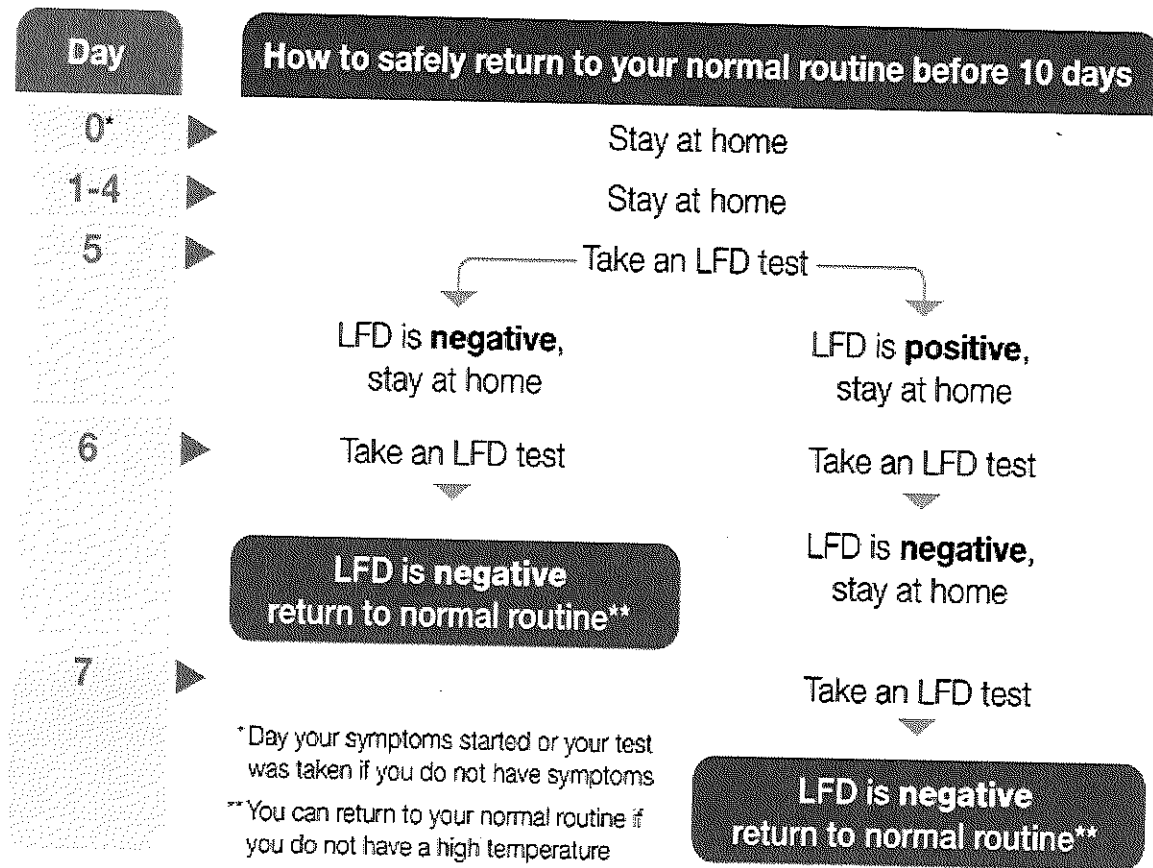 Day
How to safely return to your normal routine before 10 days
0*
Stay at home
1-4
Stay at home
5
Take an LFD test
LFD is negative,
stay at home
LFD is positive,
stay at home
6
Take an LFD test
LFD is negative
return to normal routine**
Take an LFD test
LFD is negative,
stay at home
7
Take an LFD test
LFD is negative
return to normal routine**
*Day your symptoms started or your test
was taken if you do not have symptoms
**You can return to your normal routine if
you do not have a high temperature